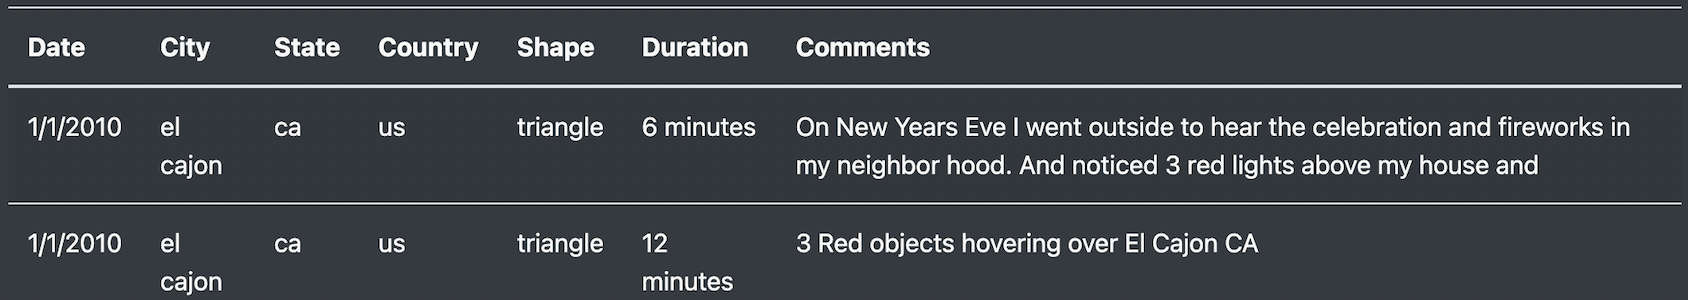 Date City State Country Shape Duration Comments
1/1/2010 el ca us triangle 6 minutes On New Years Eve I went outside to hear the celebration and fireworks in
cajon my neighbor hood. And noticed 3 red lights above my house and
1/1/2010 el ca us triangle 12 3 Red objects hovering over El Cajon CA
cajon minutes